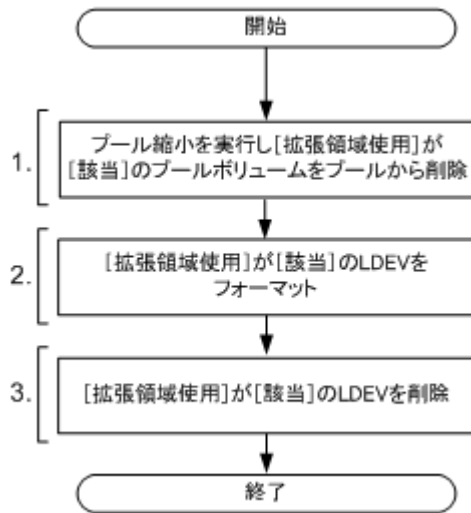 開始
1.
プール縮小を実行し[拡張領域使用]が
[該当]のプールボリュームをプールから削除
2.
[拡張領域使用]が[該当]のLDEVを
フォーマット
3.
[拡張領域使用]が[該当]のLDEVを削除
終了